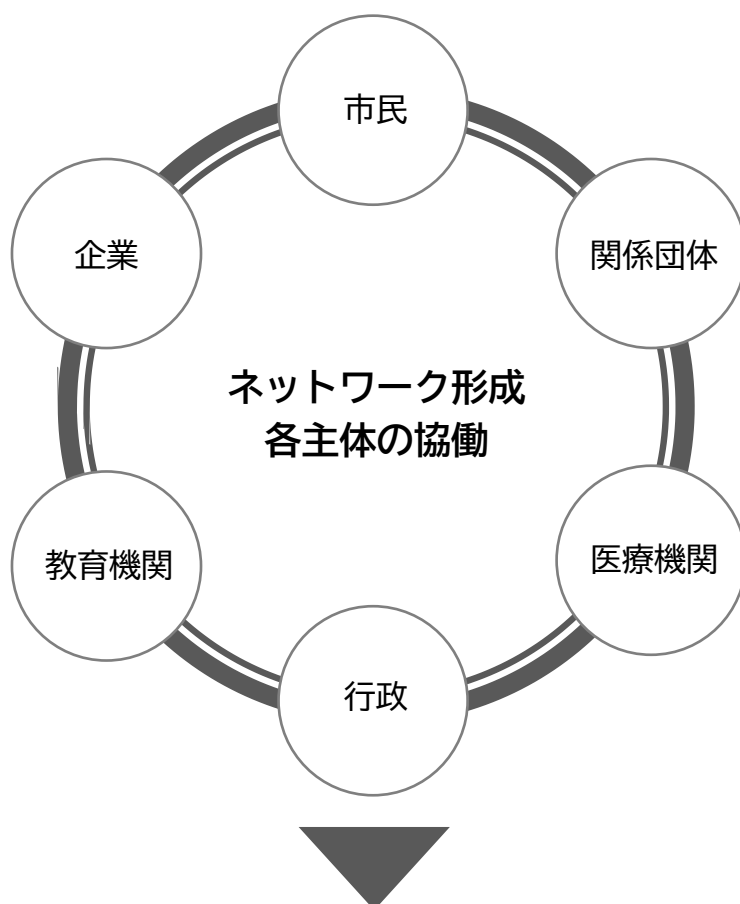 市民
企業
関係団体
ネットワーク形成
各主体の協働
教育機関
医療機関
行政